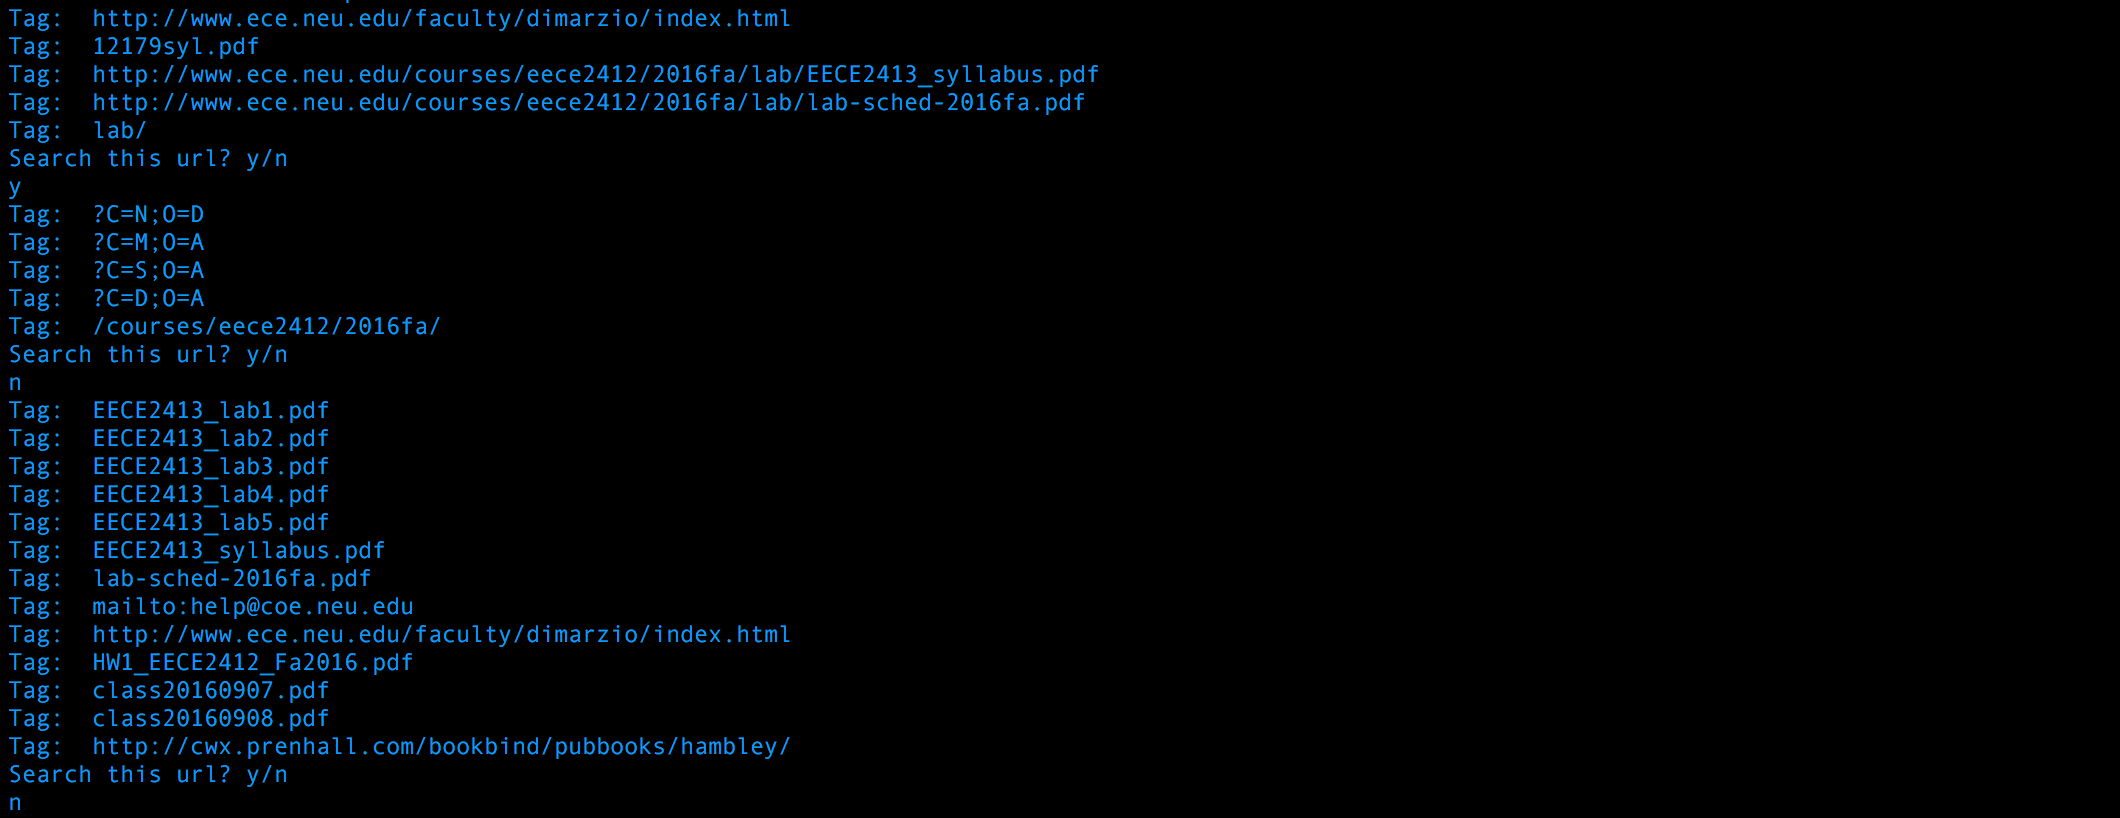 Tag:  http://www.ece.neu.edu/faculty/dimarzio/index.html
Tag:  12179syl.pdf
Tag:  http://www.ece.neu.edu/courses/eece2412/2016fa/lab/EECE2413_syllabus.pdf
Tag:  http://www.ece.neu.edu/courses/eece2412/2016fa/lab/lab-sched-2016fa.pdf
Tag:  lab/
Search this url? y/n
y
Tag:  ?C=N;O=D
Tag:  ?C=M;O=A
Tag:  ?C=S;O=A
Tag:  ?C=D;O=A
Tag:  /courses/eece2412/2016fa/
Search this url? y/n
n
Tag:  EECE2413_lab1.pdf
Tag:  EECE2413_lab2.pdf
Tag:  EECE2413_lab3.pdf
Tag:  EECE2413_lab4.pdf
Tag:  EECE2413_lab5.pdf
Tag:  EECE2413_syllabus.pdf
Tag:  lab-sched-2016fa.pdf
Tag:  mailto:help@coe.neu.edu
Tag:  http://www.ece.neu.edu/faculty/dimarzio/index.html
Tag:  HW1_EECE2412_Fa2016.pdf
Tag:  class20160907.pdf
Tag:  class20160908.pdf
Tag:  http://cwx.prenhall.com/bookbind/pubbooks/hambley/
Search this url? y/n
n